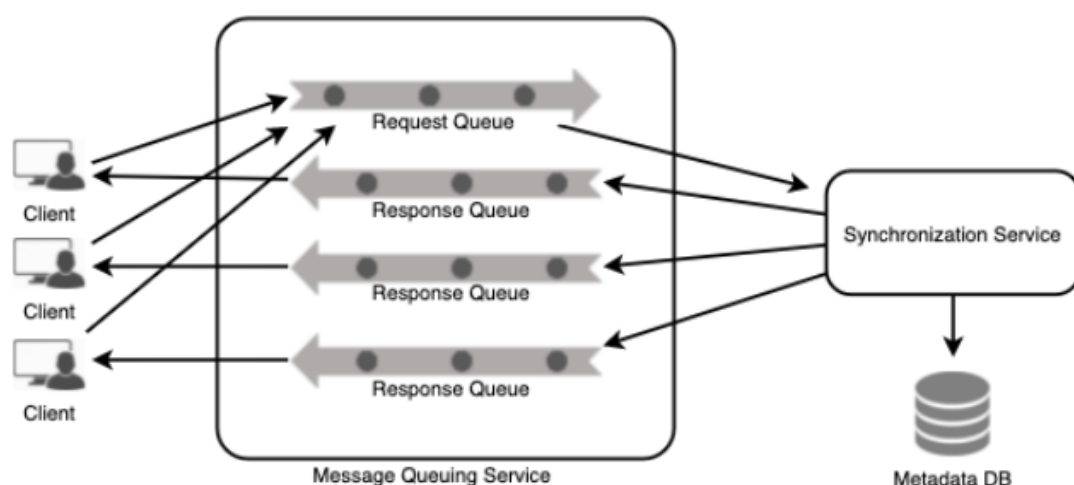 Request Queue
Client
Response Queue
Synchronization Service
Client
Response Queue
Client
Response Queue
Message Queuing Service
Metadata DB